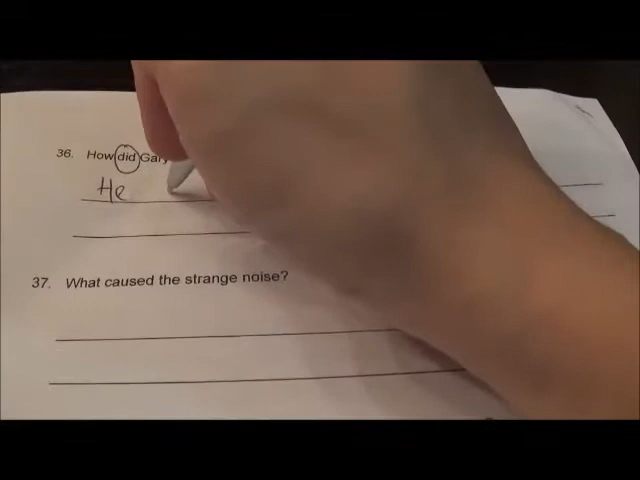 36. How did Gary
He
37. What caused the strange noise?